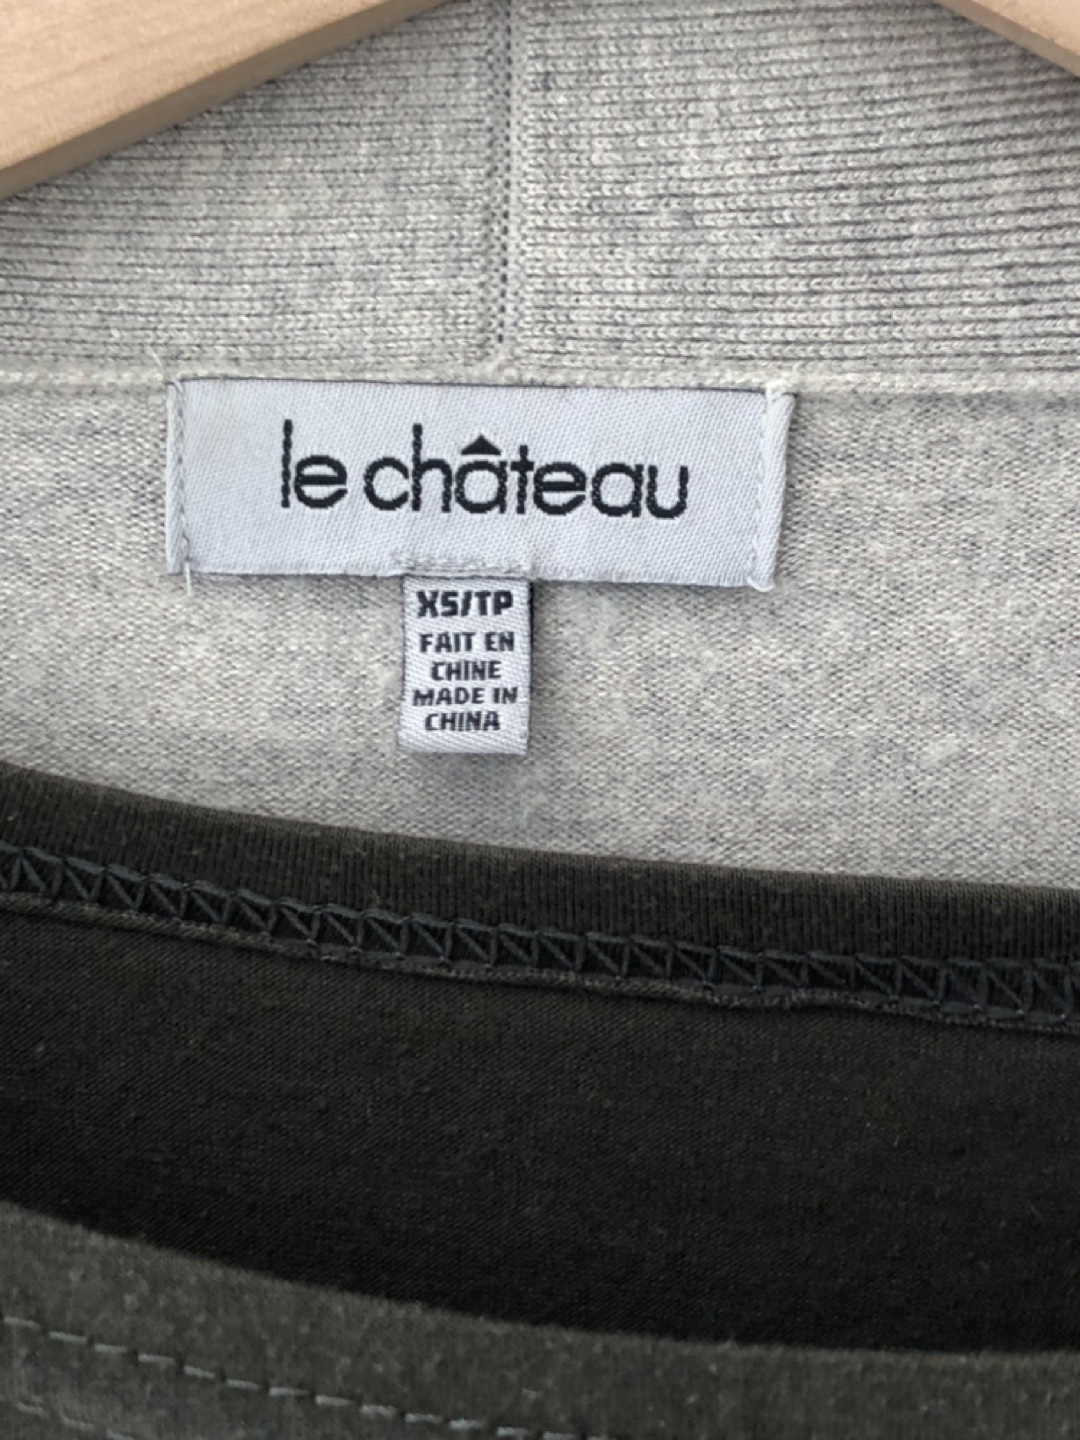 le château
XS/TP
FAIT EN
CHINE
MADE IN
CHINA